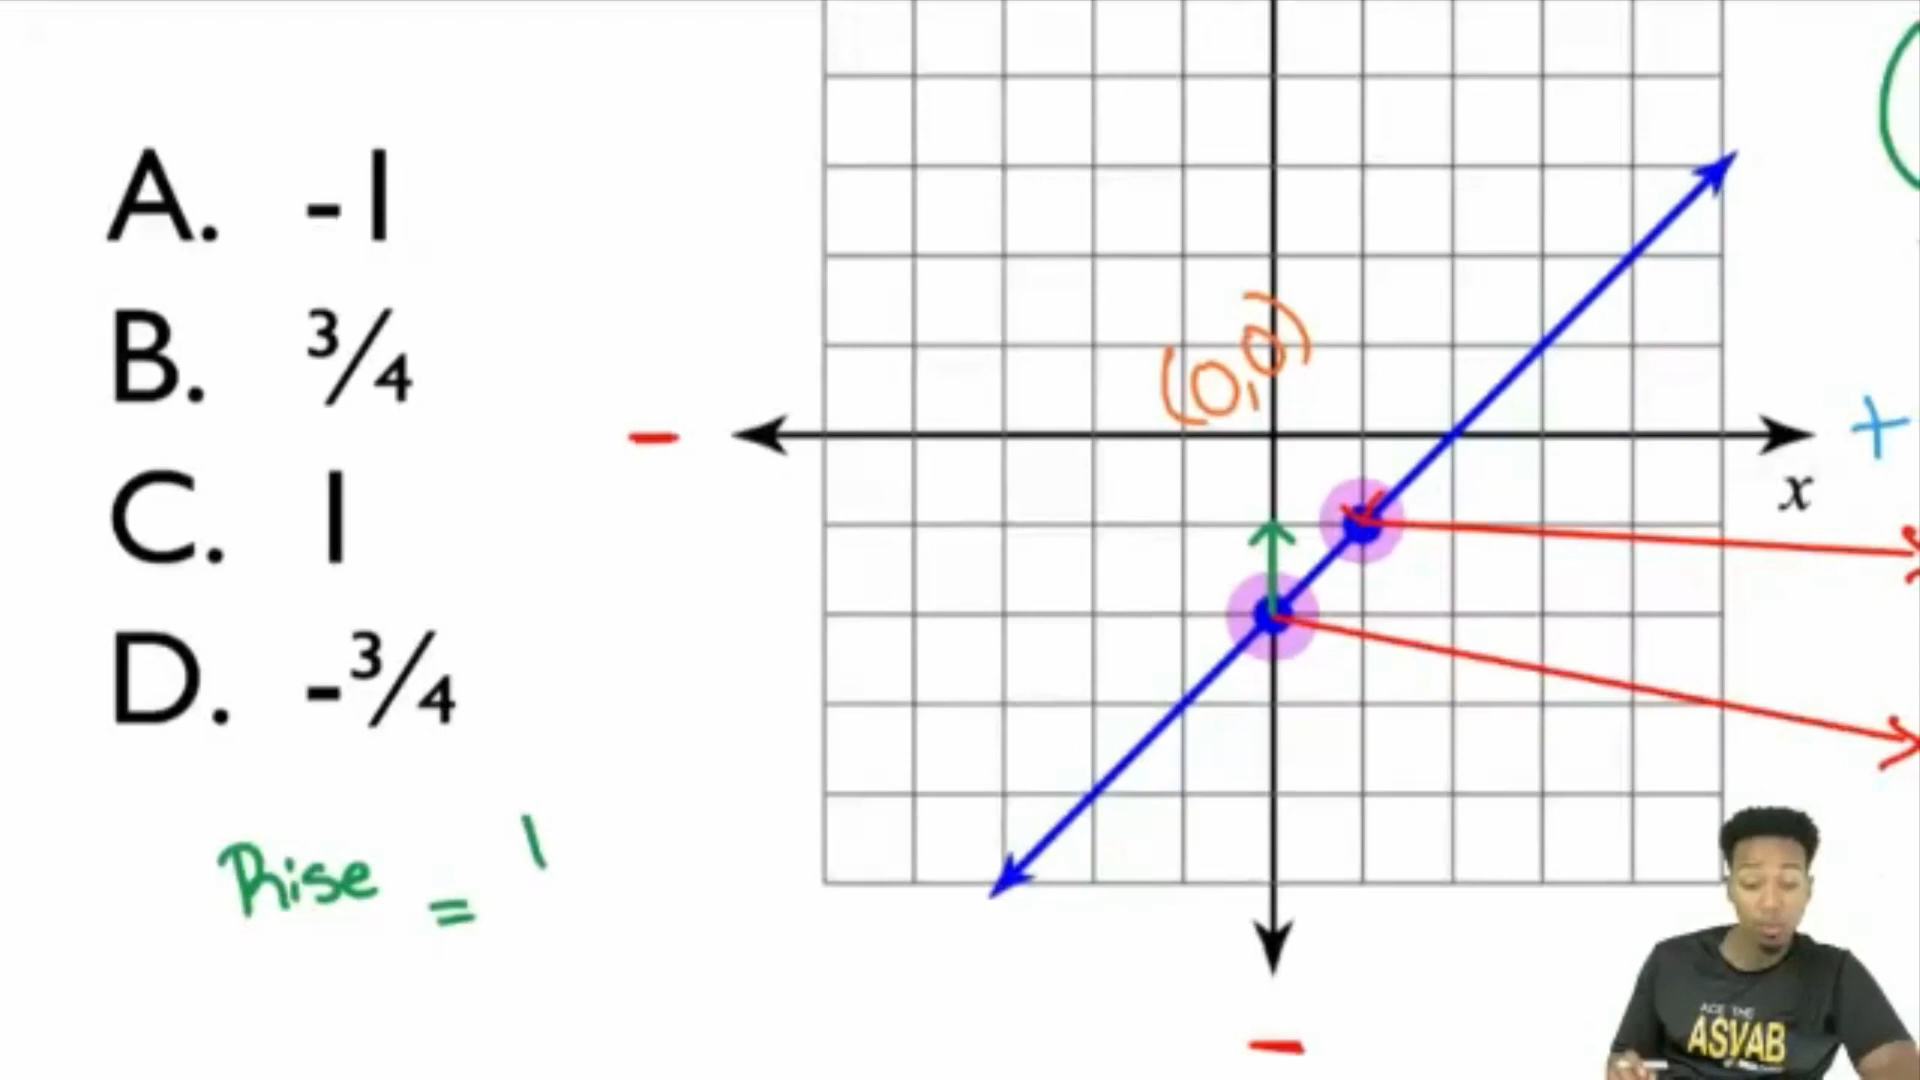 A. -1
B. ³⁄₄
C. 1
D. -³⁄₄
(0,0)
-
+
x
Rise = 1
-
ACE THE
ASVAB